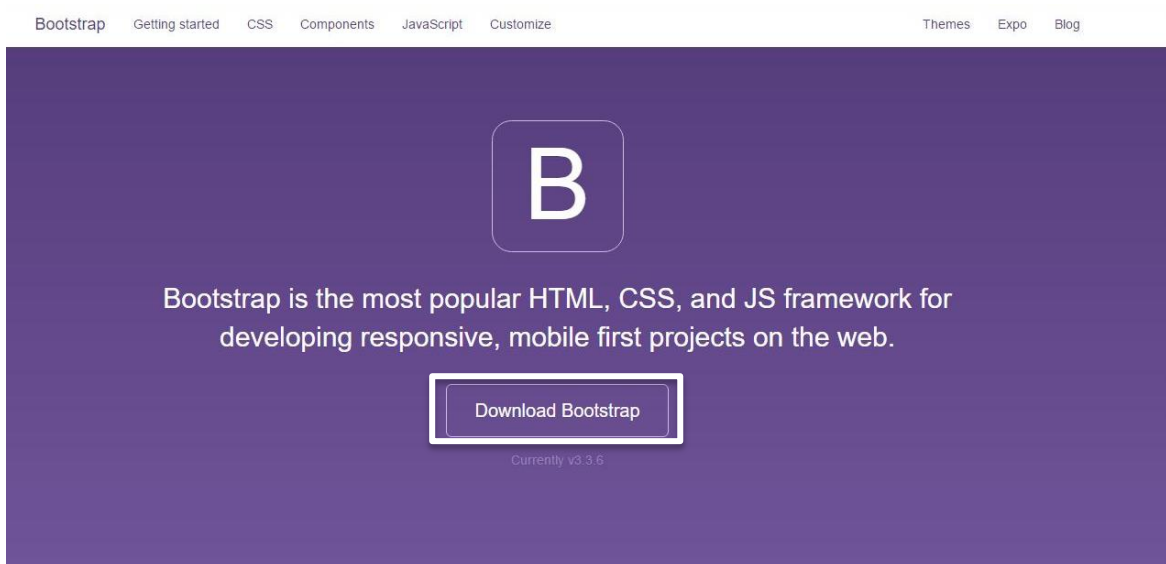 Bootstrap Getting started CSS Components JavaScript Customize Themes Expo Blog
B
Bootstrap is the most popular HTML, CSS, and JS framework for
developing responsive, mobile first projects on the web.
Download Bootstrap
Currently v3.3.6